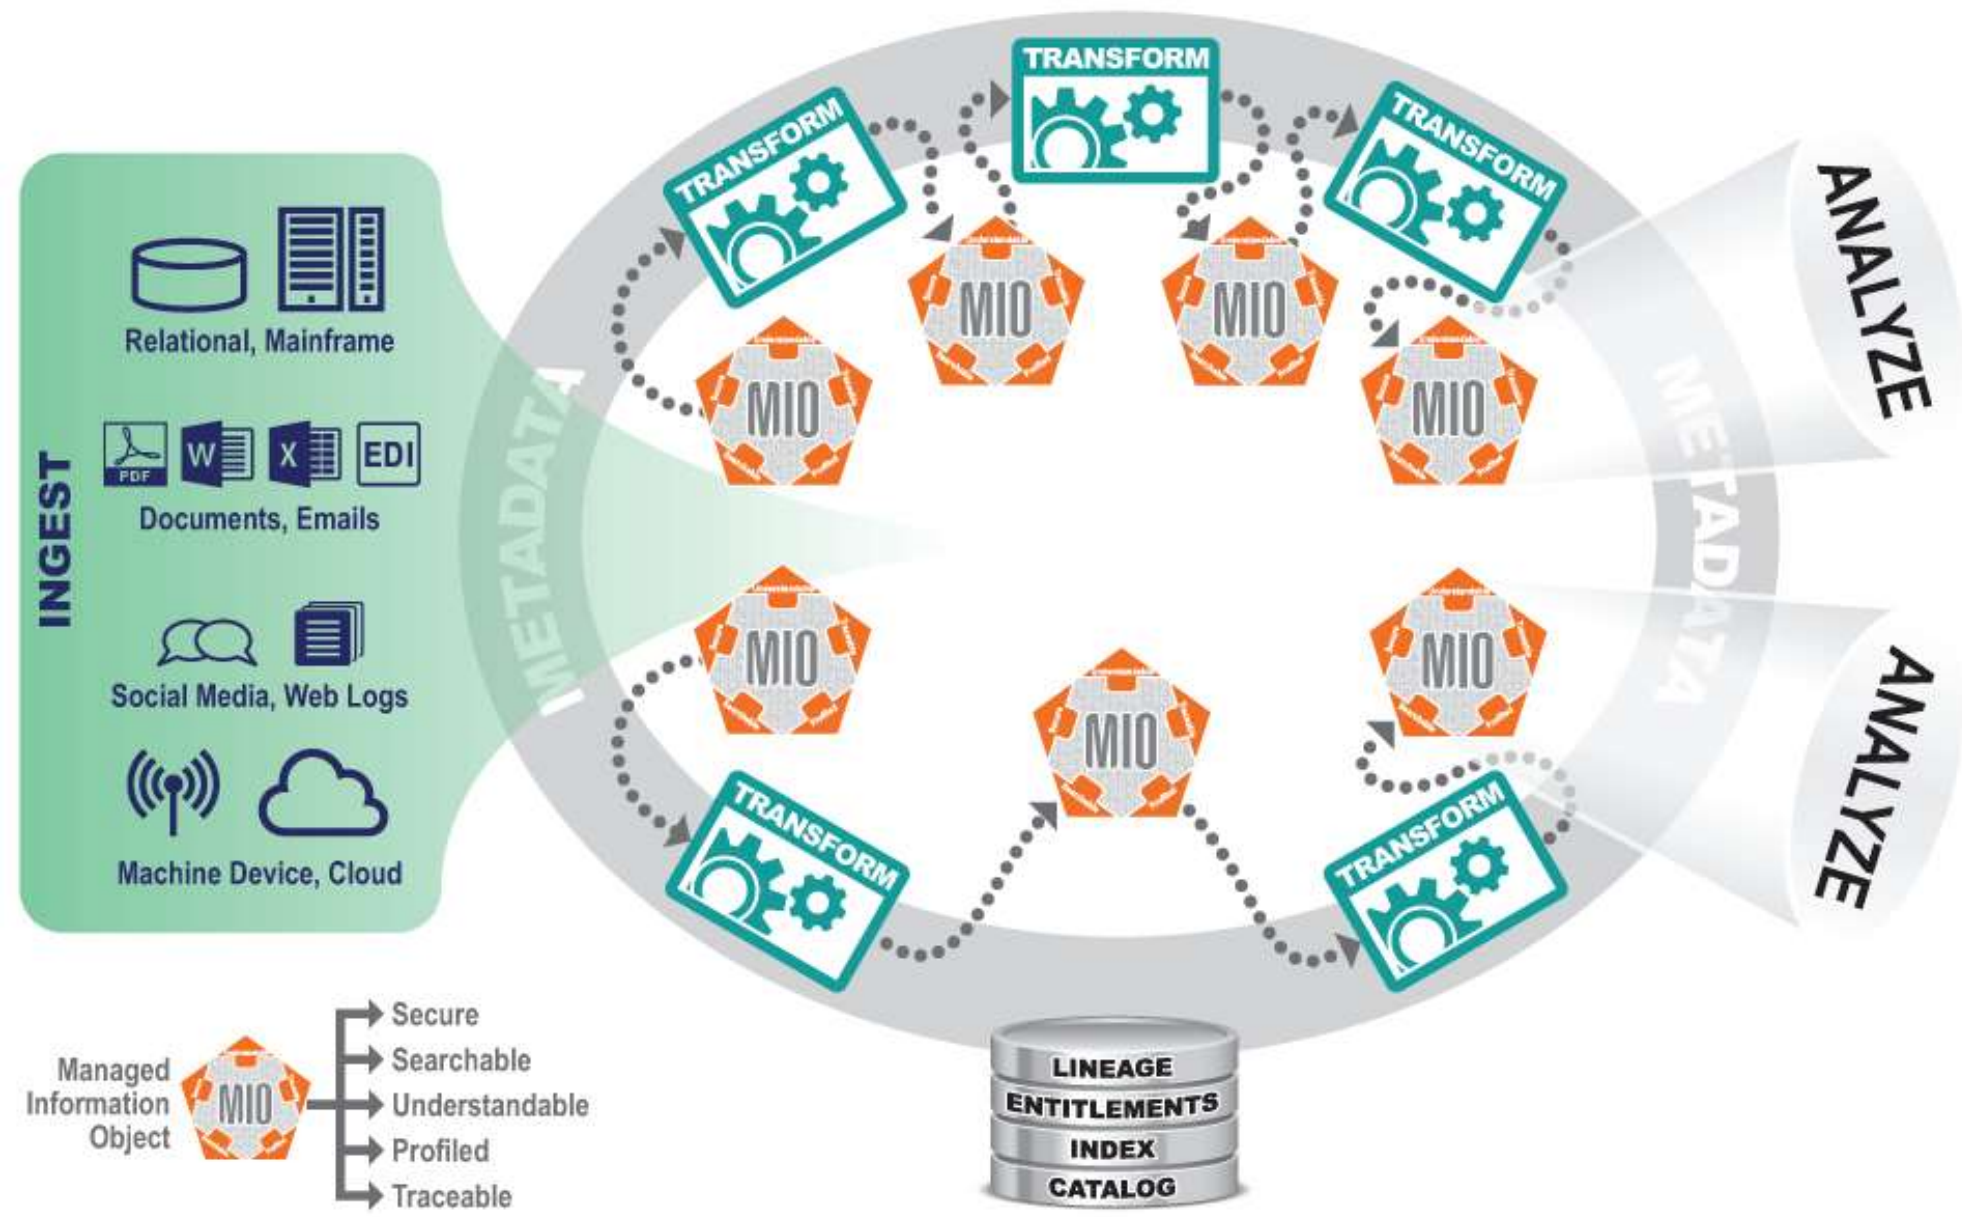 INGEST
Relational, Mainframe
PDF
W
X
EDI
Documents, Emails
Social Media, Web Logs
Machine Device, Cloud
METADATA
TRANSFORM
TRANSFORM
TRANSFORM
MIO
MIO
MIO
MIO
MIO
MIO
MIO
TRANSFORM
TRANSFORM
METADATA
ANALYZE
ANALYZE
Managed
Information
Object
MIO
Secure
Searchable
Understandable
Profiled
Traceable
LINEAGE
ENTITLEMENTS
INDEX
CATALOG